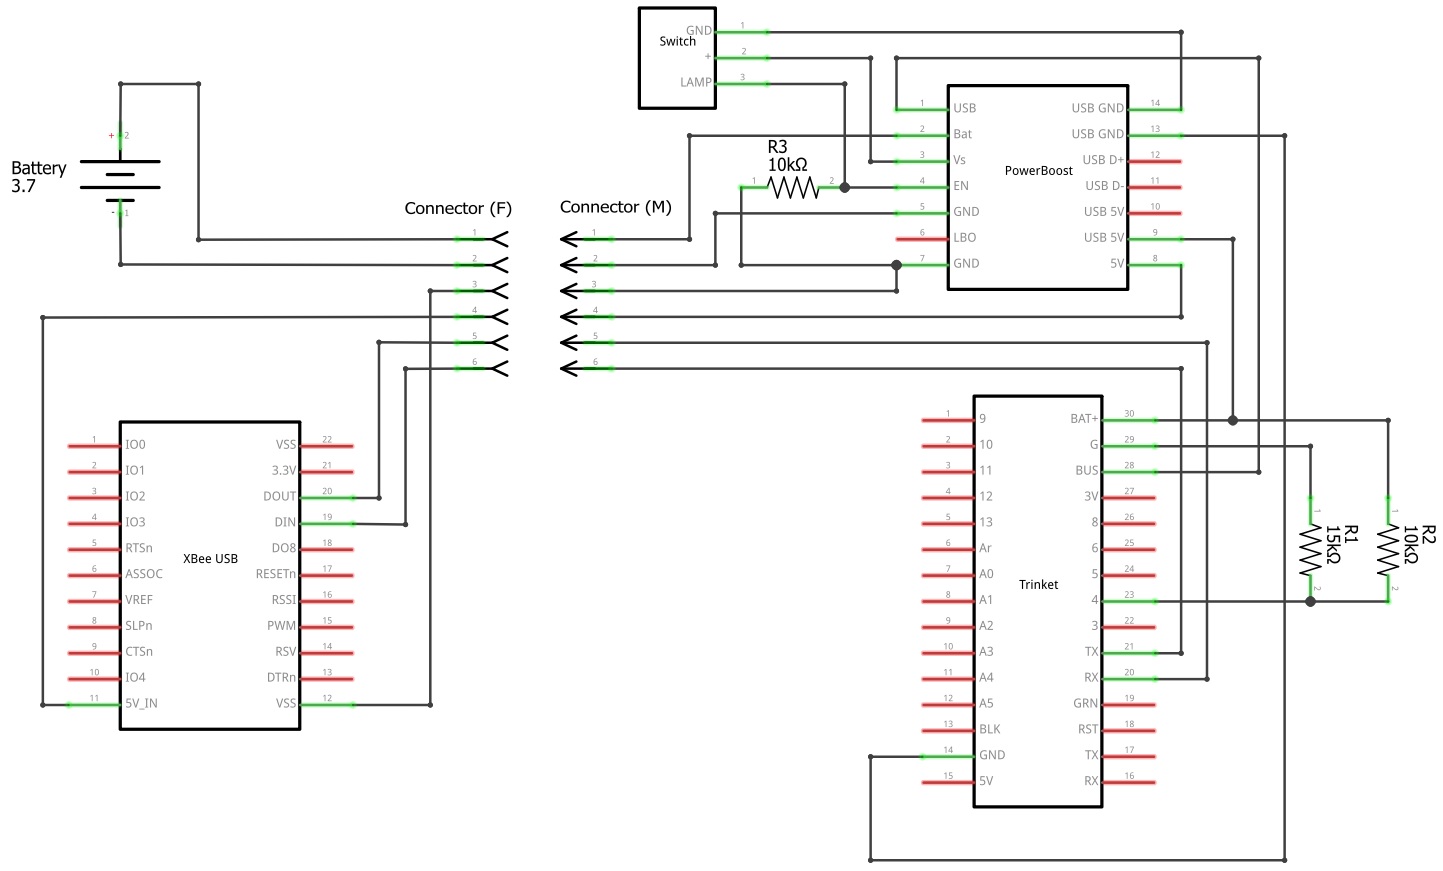 Switch
GND 1
+ 2
LAMP 3
Battery
3.7
+ 2
- 1
Connector (F)
1
2
3
4
5
6
Connector (M)
1
2
3
4
5
6
R3
10kΩ
1 2
PowerBoost
1 USB
2 Bat
3 Vs
4 EN
5 GND
6 LBO
7 GND
USB GND 14
USB GND 13
USB D+ 12
USB D- 11
USB 5V 10
USB 5V 9
5V 8
XBee USB
1 IO0
2 IO1
3 IO2
4 IO3
5 RTSn
6 ASSOC
7 VREF
8 SLPn
9 CTSn
10 IO4
11 5V_IN
VSS 22
3.3V 21
DOUT 20
DIN 19
DO8 18
RESETn 17
RSSI 16
PWM 15
RSV 14
DTRn 13
VSS 12
Trinket
1 9
2 10
3 11
4 12
5 13
6 Ar
7 A0
8 A1
9 A2
10 A3
11 A4
12 A5
13 BLK
14 GND
15 5V
BAT+ 30
G 29
BUS 28
3V 27
8 26
6 25
5 24
4 23
3 22
TX 21
RX 20
GRN 19
RST 18
TX 17
RX 16
R1
15kΩ
1 2
R2
10kΩ
1 2